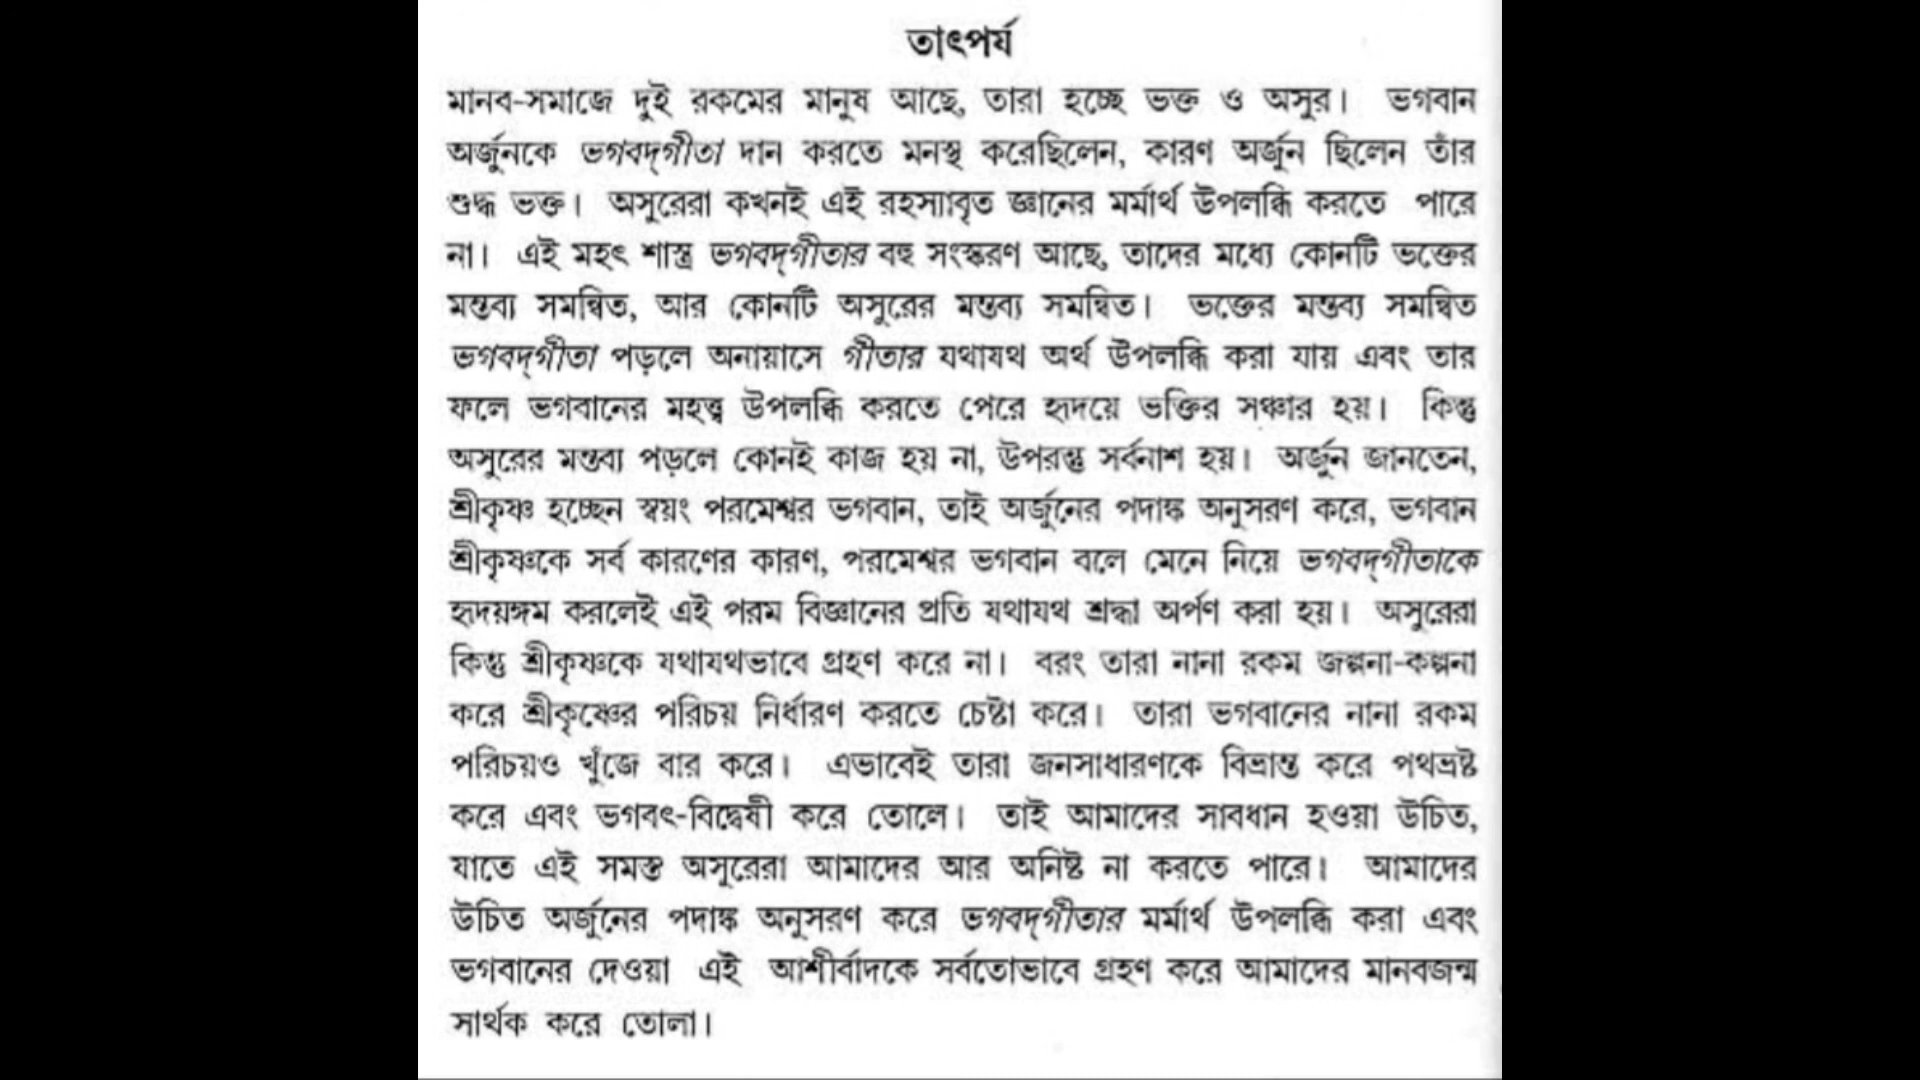 তাৎপর্য
মানব-সমাজে দুই রকমের মানুষ আছে, তারা হচ্ছে ভক্ত ও অসুর। ভগবান
অর্জুনকে ভগবদ্‌গীতা দান করতে মনস্থ করেছিলেন, কারণ অর্জুন ছিলেন তাঁর
শুদ্ধ ভক্ত। অসুরেরা কখনই এই রহস্যাবৃত জ্ঞানের মর্মার্থ উপলব্ধি করতে পারে
না। এই মহৎ শাস্ত্র ভগবদ্‌গীতার বহু সংস্করণ আছে, তাদের মধ্যে কোনটি ভক্তের
মন্তব্য সমন্বিত, আর কোনটি অসুরের মন্তব্য সমন্বিত। ভক্তের মন্তব্য সমন্বিত
ভগবদ্‌গীতা পড়লে অনায়াসে গীতার যথাযথ অর্থ উপলব্ধি করা যায় এবং তার
ফলে ভগবানের মহত্ত্ব উপলব্ধি করতে পেরে হৃদয়ে ভক্তির সঞ্চার হয়। কিন্তু
অসুরের মন্তব্য পড়লে কোনই কাজ হয় না, উপরন্তু সর্বনাশ হয়। অর্জুন জানতেন,
শ্রীকৃষ্ণ হচ্ছেন স্বয়ং পরমেশ্বর ভগবান, তাই অর্জুনের পদাঙ্ক অনুসরণ করে, ভগবান
শ্রীকৃষ্ণকে সর্ব কারণের কারণ, পরমেশ্বর ভগবান বলে মেনে নিয়ে ভগবদ্‌গীতাকে
হৃদয়ঙ্গম করলেই এই পরম বিজ্ঞানের প্রতি যথাযথ শ্রদ্ধা অর্পণ করা হয়। অসুরেরা
কিন্তু শ্রীকৃষ্ণকে যথাযথভাবে গ্রহণ করে না। বরং তারা নানা রকম জল্পনা-কল্পনা
করে শ্রীকৃষ্ণের পরিচয় নির্ধারণ করতে চেষ্টা করে। তারা ভগবানের নানা রকম
পরিচয়ও খুঁজে বার করে। এভাবেই তারা জনসাধারণকে বিভ্রান্ত করে পথভ্রষ্ট
করে এবং ভগবৎ-বিদ্বেষী করে তোলে। তাই আমাদের সাবধান হওয়া উচিত,
যাতে এই সমস্ত অসুরেরা আমাদের আর অনিষ্ট না করতে পারে। আমাদের
উচিত অর্জুনের পদাঙ্ক অনুসরণ করে ভগবদ্‌গীতার মর্মার্থ উপলব্ধি করা এবং
ভগবানের দেওয়া এই আশীর্বাদকে সর্বতোভাবে গ্রহণ করে আমাদের মানবজন্ম
সার্থক করে তোলা।